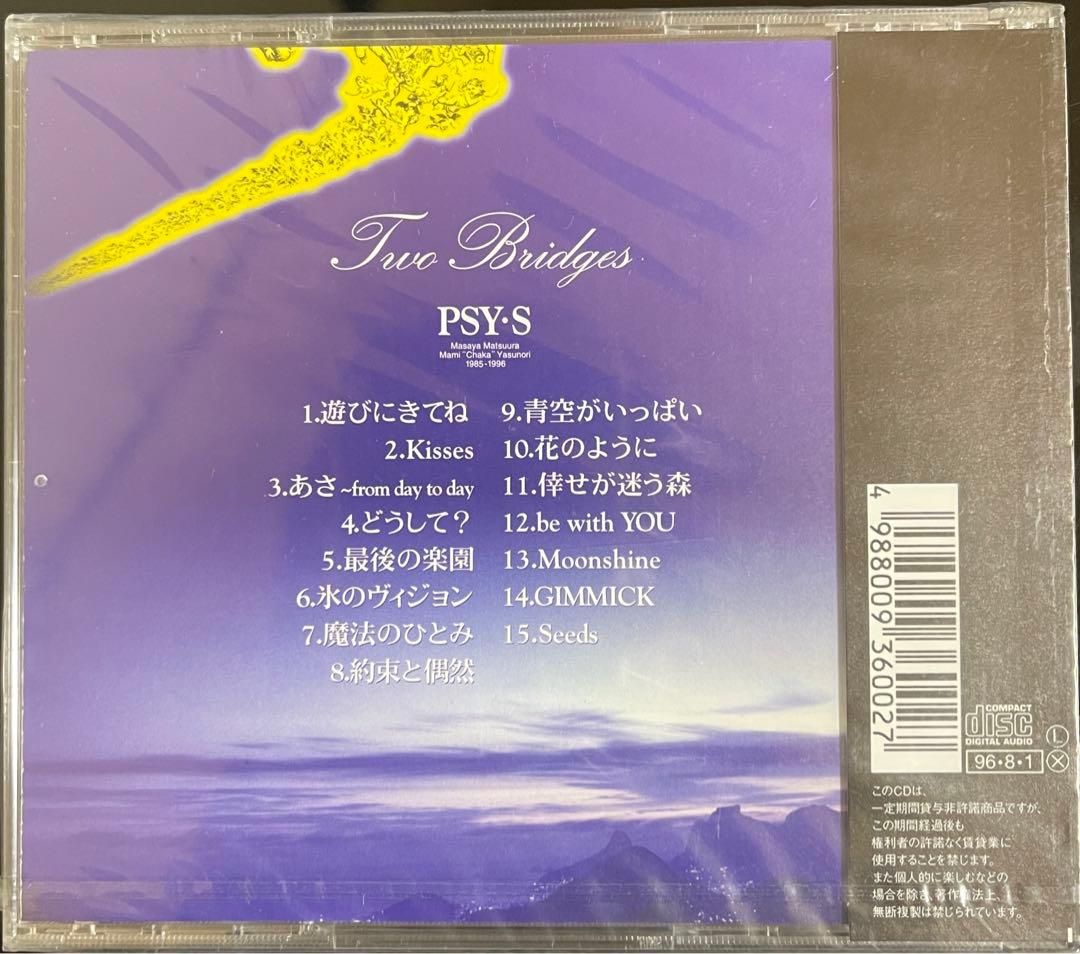 Two Bridges
PSY・S
Masaya Matsuura
Mami "Chaka" Yasunori
1985-1996
1.遊びにきてね
2.Kisses
3.あさ~from day to day
4.どうして？
5.最後の楽園
6.氷のヴィジョン
7.魔法のひとみ
8.約束と偶然
9.青空がいっぱい
10.花のように
11.倖せが迷う森
12.be with YOU
13.Moonshine
14.GIMMICK
15.Seeds
4 988009 360027
COMPACT
disc
DIGITAL AUDIO
L
96・8・1
X
このCDは、
一定期間貸与非許諾商品ですが、
この期間経過後も
権利者の許諾なく賃貸業に
使用することを禁じます。
また個人的に楽しむなどの
場合を除き、著作権法上、
無断複製は禁じられています。